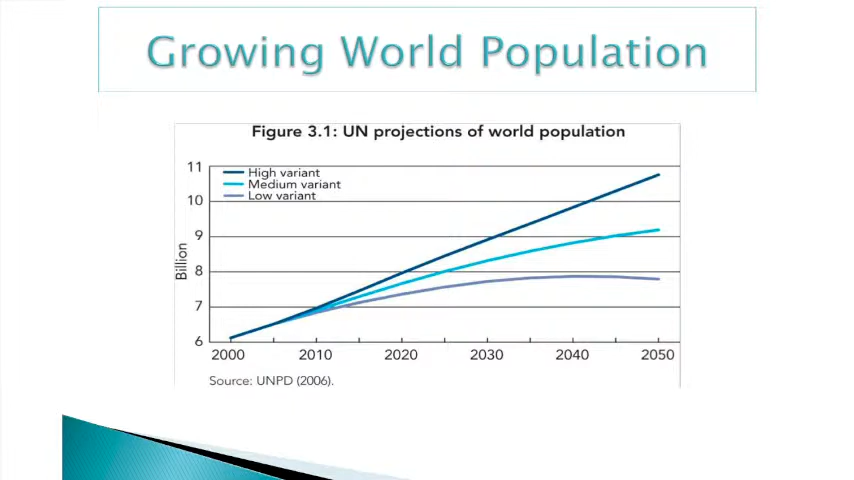 Growing World Population
Figure 3.1: UN projections of world population
High variant
Medium variant
Low variant
Billion
11
10
9
8
7
6
2000 2010 2020 2030 2040 2050
Source: UNPD (2006).